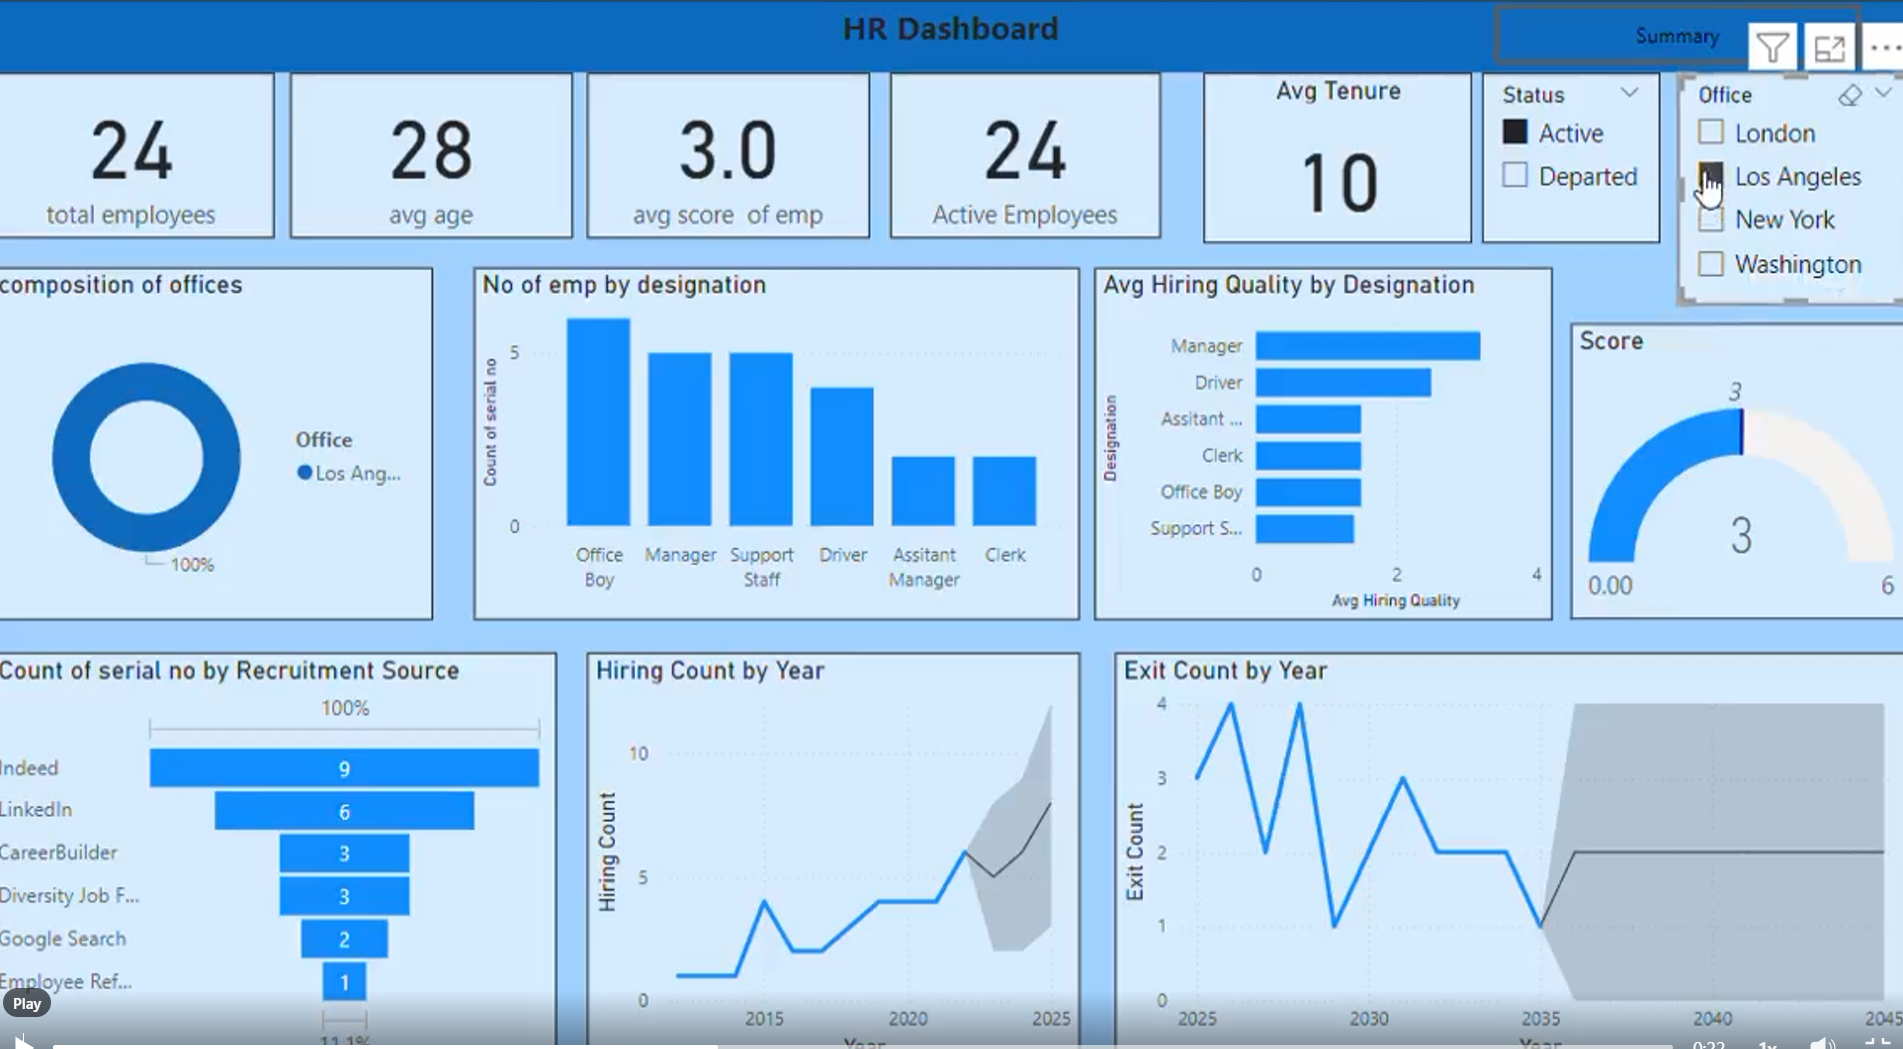 HR Dashboard
Summary
24
total employees
28
avg age
3.0
avg score of emp
24
Active Employees
Avg Tenure
10
Status
Active
Departed
Office
London
Los Angeles
New York
Washington
composition of offices
Office
Los Ang...
100%
No of emp by designation
Count of serial no
5
0
Office Boy
Manager
Support Staff
Driver
Assitant Manager
Clerk
Avg Hiring Quality by Designation
Designation
Manager
Driver
Assitant ...
Clerk
Office Boy
Support S...
0 2 4
Avg Hiring Quality
Score
3
3
0.00
6
Count of serial no by Recruitment Source
100%
Indeed 9
LinkedIn 6
CareerBuilder 3
Diversity Job F... 3
Google Search 2
Employee Ref... 1
11.1%
Hiring Count by Year
Hiring Count
10
5
0
2015 2020 2025
Year
Exit Count by Year
Exit Count
4
3
2
1
0
2025 2030 2035 2040 2045
Year
Play
0:22
1x